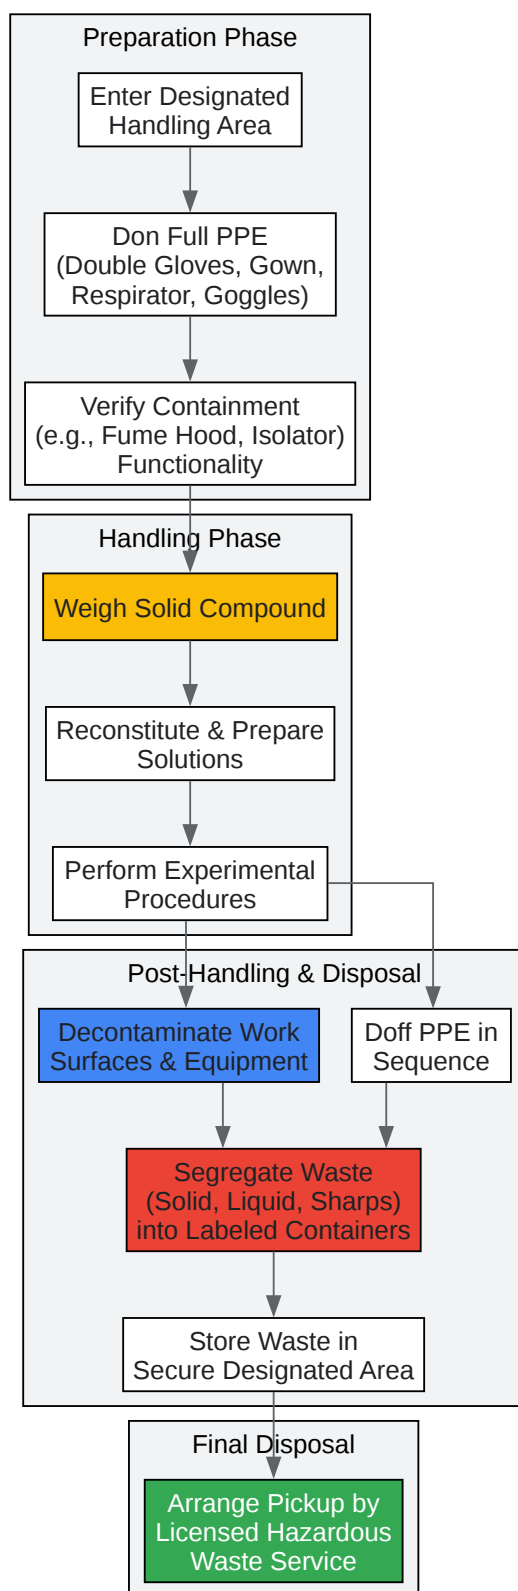 Preparation Phase
Enter Designated
Handling Area
Don Full PPE
(Double Gloves, Gown,
Respirator, Goggles)
Verify Containment
(e.g., Fume Hood, Isolator)
Functionality
Handling Phase
Weigh Solid Compound
Reconstitute & Prepare
Solutions
Perform Experimental
Procedures
Post-Handling & Disposal
Decontaminate Work
Surfaces & Equipment
Doff PPE in
Sequence
Segregate Waste
(Solid, Liquid, Sharps)
into Labeled Containers
Store Waste in
Secure Designated Area
Final Disposal
Arrange Pickup by
Licensed Hazardous
Waste Service